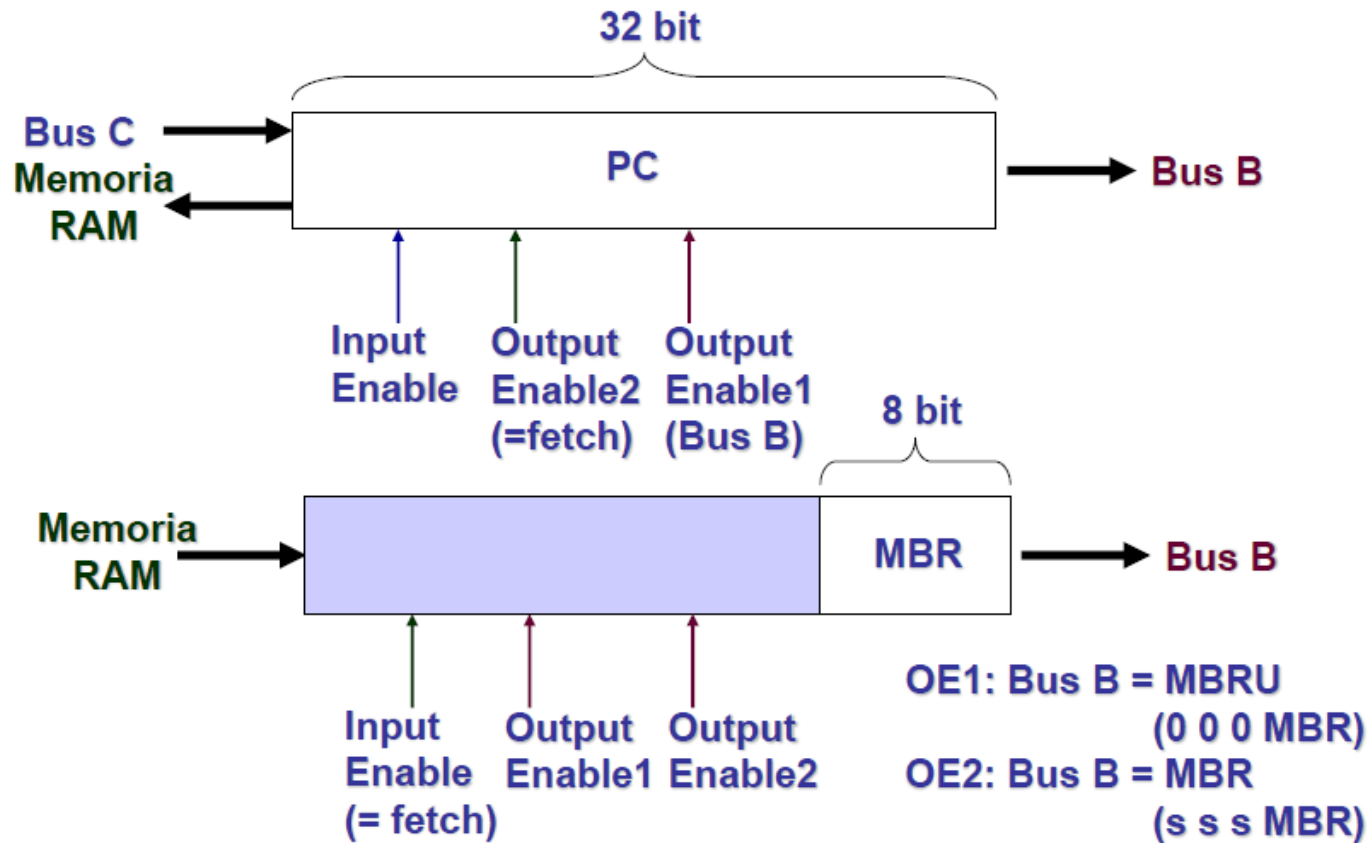 32 bit
Bus C
Memoria
RAM
PC
Bus B
Input
Enable
Output
Enable2
(=fetch)
Output
Enable1
(Bus B)
8 bit
Memoria
RAM
MBR
Bus B
Input
Enable
(= fetch)
Output
Enable1
Output
Enable2
OE1: Bus B = MBRU
(0 0 0 MBR)
OE2: Bus B = MBR
(s s s MBR)